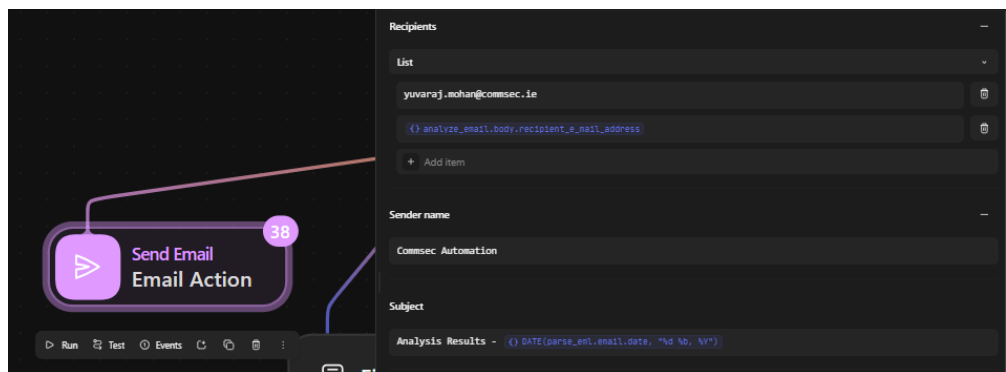 Recipients
List
yuvaraj.mohan@commsec.ie
{} analyze_email.body.recipient_e_mail_address
+ Add item
Sender name
Commsec Automation
Subject
Analysis Results - {} DATE(parse_eml.email.date, "%d %b, %Y")
38
Send Email
Email Action
Run Test Events